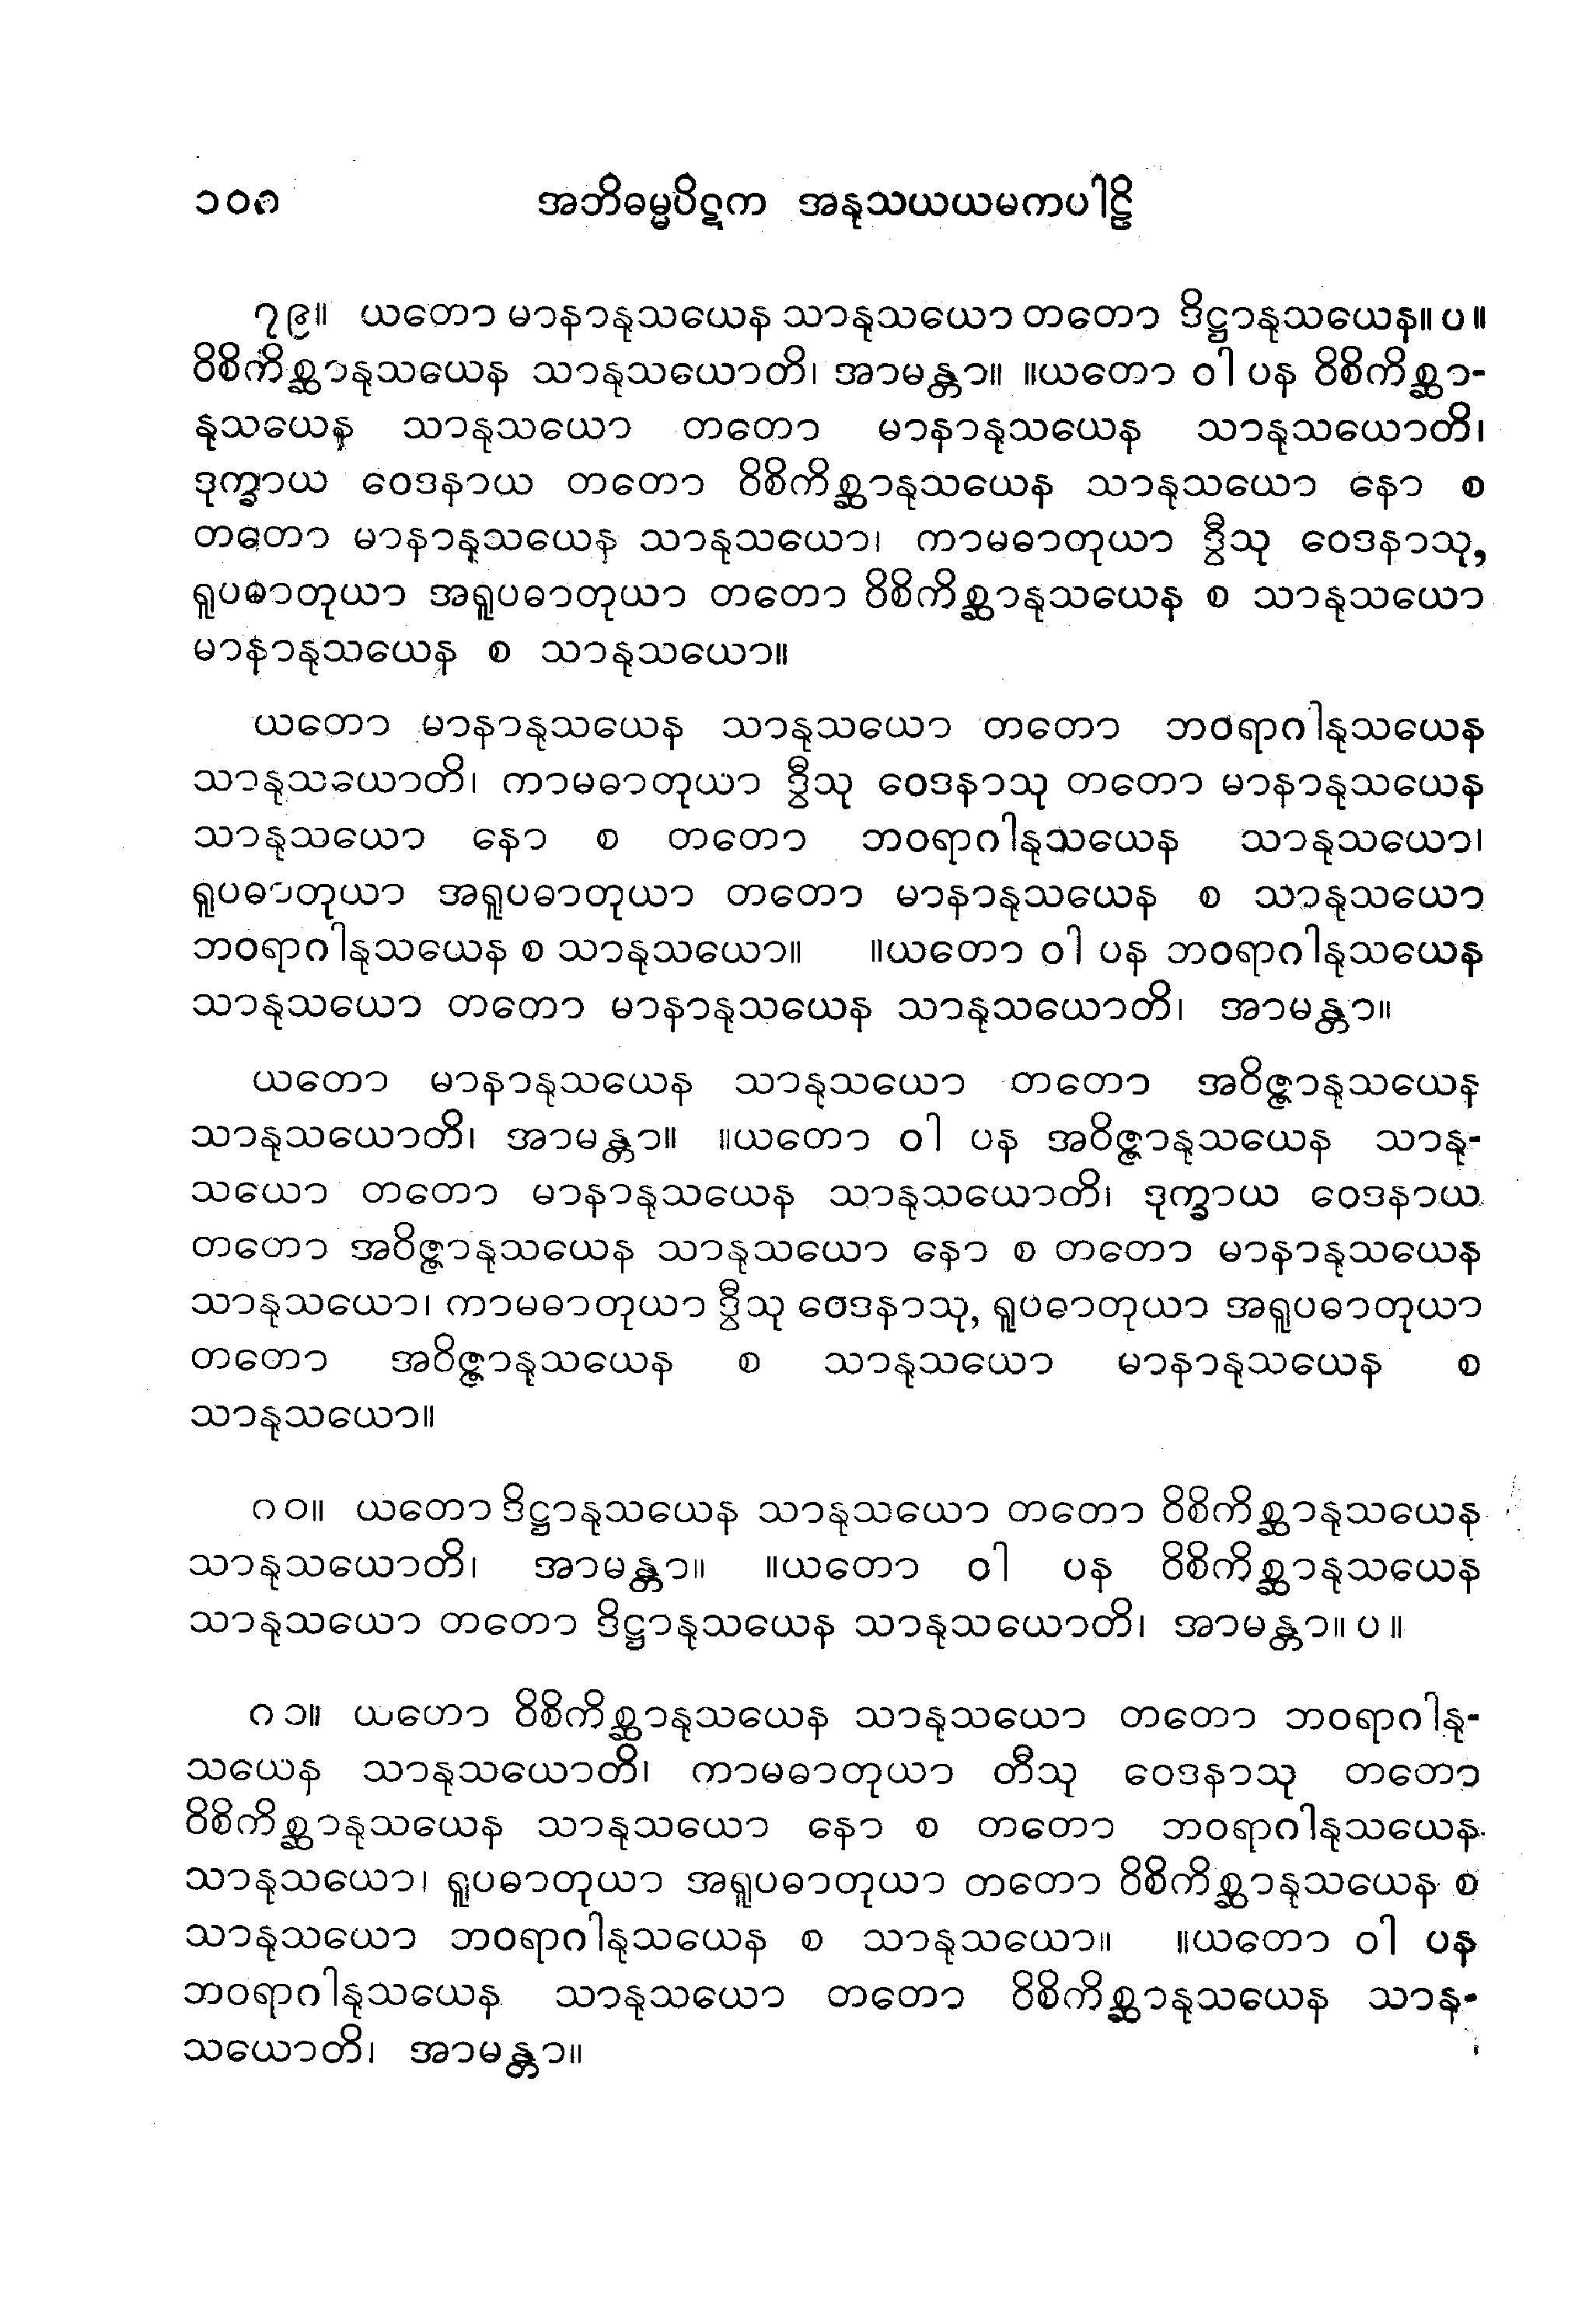 ၁၀၈ အဘိဓမ္မပိဋက အနုသယယမကပါဠိ
၇၉။ ယတော မာနာနုသယေန သာနုသယော တတော ဒိဋ္ဌာနုသယေန။ ပ ။
ဝိစိကိစ္ဆာနုသယေန သာနုသယောတိ၊ အာမန္တာ။ ။ယတော ဝါ ပန ဝိစိကိစ္ဆာ-
နုသယေန သာနုသယော တတော မာနာနုသယေန သာနုသယောတိ၊
ဒုက္ခာယ ဝေဒနာယ တတော ဝိစိကိစ္ဆာနုသယေန သာနုသယော နော စ
တတော မာနာနုသယေန သာနုသယော၊ ကာမဓာတုယာ ဒွီသု ဝေဒနာသု,
ရူပဓာတုယာ အရူပဓာတုယာ တတော ဝိစိကိစ္ဆာနုသယေန စ သာနုသယော
မာနာနုသယေန စ သာနုသယော။
ယတော မာနာနုသယေန သာနုသယော တတော ဘဝရာဂါနုသယေန
သာနုသယောတိ၊ ကာမဓာတုယာ ဒွီသု ဝေဒနာသု တတော မာနာနုသယေန
သာနုသယော နော စ တတော ဘဝရာဂါနုသယေန သာနုသယော၊
ရူပဓာတုယာ အရူပဓာတုယာ တတော မာနာနုသယေန စ သာနုသယော
ဘဝရာဂါနုသယေန စ သာနုသယော။ ။ယတော ဝါ ပန ဘဝရာဂါနုသယေန
သာနုသယော တတော မာနာနုသယေန သာနုသယောတိ၊ အာမန္တာ။
ယတော မာနာနုသယေန သာနုသယော တတော အဝိဇ္ဇာနုသယေန
သာနုသယောတိ၊ အာမန္တာ။ ။ယတော ဝါ ပန အဝိဇ္ဇာနုသယေန သာနု-
သယော တတော မာနာနုသယေန သာနုသယောတိ၊ ဒုက္ခာယ ဝေဒနာယ
တတော အဝိဇ္ဇာနုသယေန သာနုသယော နော စ တတော မာနာနုသယေန
သာနုသယော၊ ကာမဓာတုယာ ဒွီသု ဝေဒနာသု, ရူပဓာတုယာ အရူပဓာတုယာ
တတော အဝိဇ္ဇာနုသယေန စ သာနုသယော မာနာနုသယေန စ
သာနုသယော။
၈၀။ ယတော ဒိဋ္ဌာနုသယေန သာနုသယော တတော ဝိစိကိစ္ဆာနုသယေန
သာနုသယောတိ၊ အာမန္တာ။ ။ယတော ဝါ ပန ဝိစိကိစ္ဆာနုသယေန
သာနုသယော တတော ဒိဋ္ဌာနုသယေန သာနုသယောတိ၊ အာမန္တာ။ ပ ။
၈၁။ ယတော ဝိစိကိစ္ဆာနုသယေန သာနုသယော တတော ဘဝရာဂါနု-
သယေန သာနုသယောတိ၊ ကာမဓာတုယာ တီသု ဝေဒနာသု တတော
ဝိစိကိစ္ဆာနုသယေန သာနုသယော နော စ တတော ဘဝရာဂါနုသယေန
သာနုသယော၊ ရူပဓာတုယာ အရူပဓာတုယာ တတော ဝိစိကိစ္ဆာနုသယေန စ
သာနုသယော ဘဝရာဂါနုသယေန စ သာနုသယော။ ။ယတော ဝါ ပန
ဘဝရာဂါနုသယေန သာနုသယော တတော ဝိစိကိစ္ဆာနုသယေန သာနု-
သယောတိ၊ အာမန္တာ။